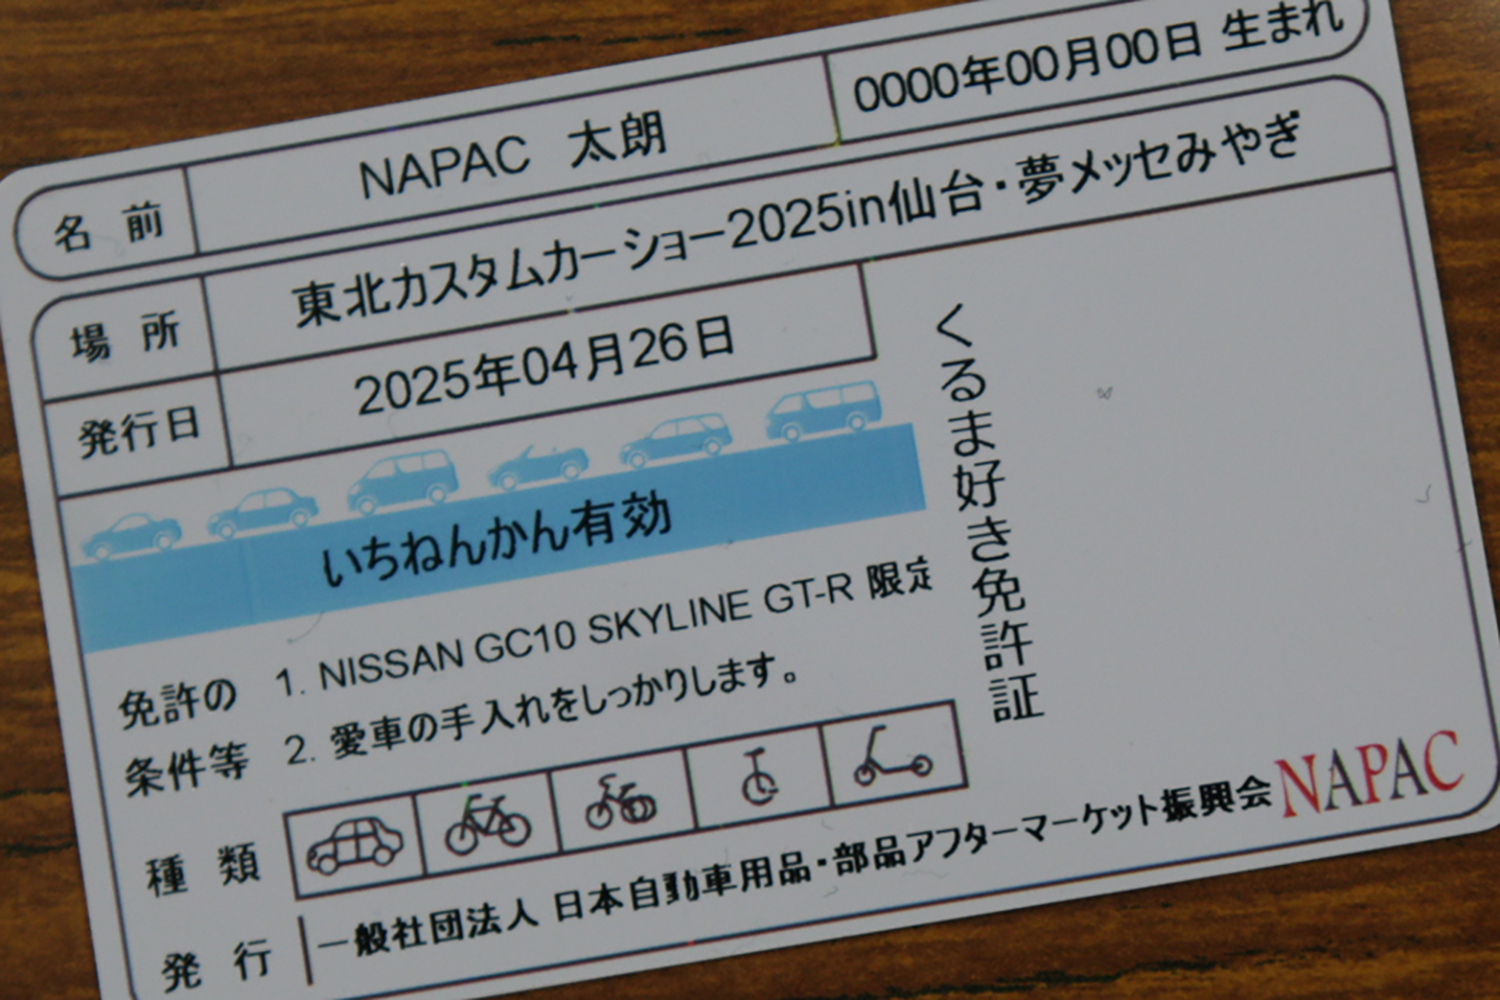 名前 NAPAC 太朗 0000年00月00日 生まれ
場所 東北カスタムカーショー2025in仙台・夢メッセみやぎ
発行日 2025年04月26日
いちねんかん有効
免許の 1. NISSAN GC10 SKYLINE GT-R 限定
条件等 2. 愛車の手入れをしっかりします。
種類
発行 一般社団法人 日本自動車用品・部品アフターマーケット振興会 NAPAC
くるま好き免許証